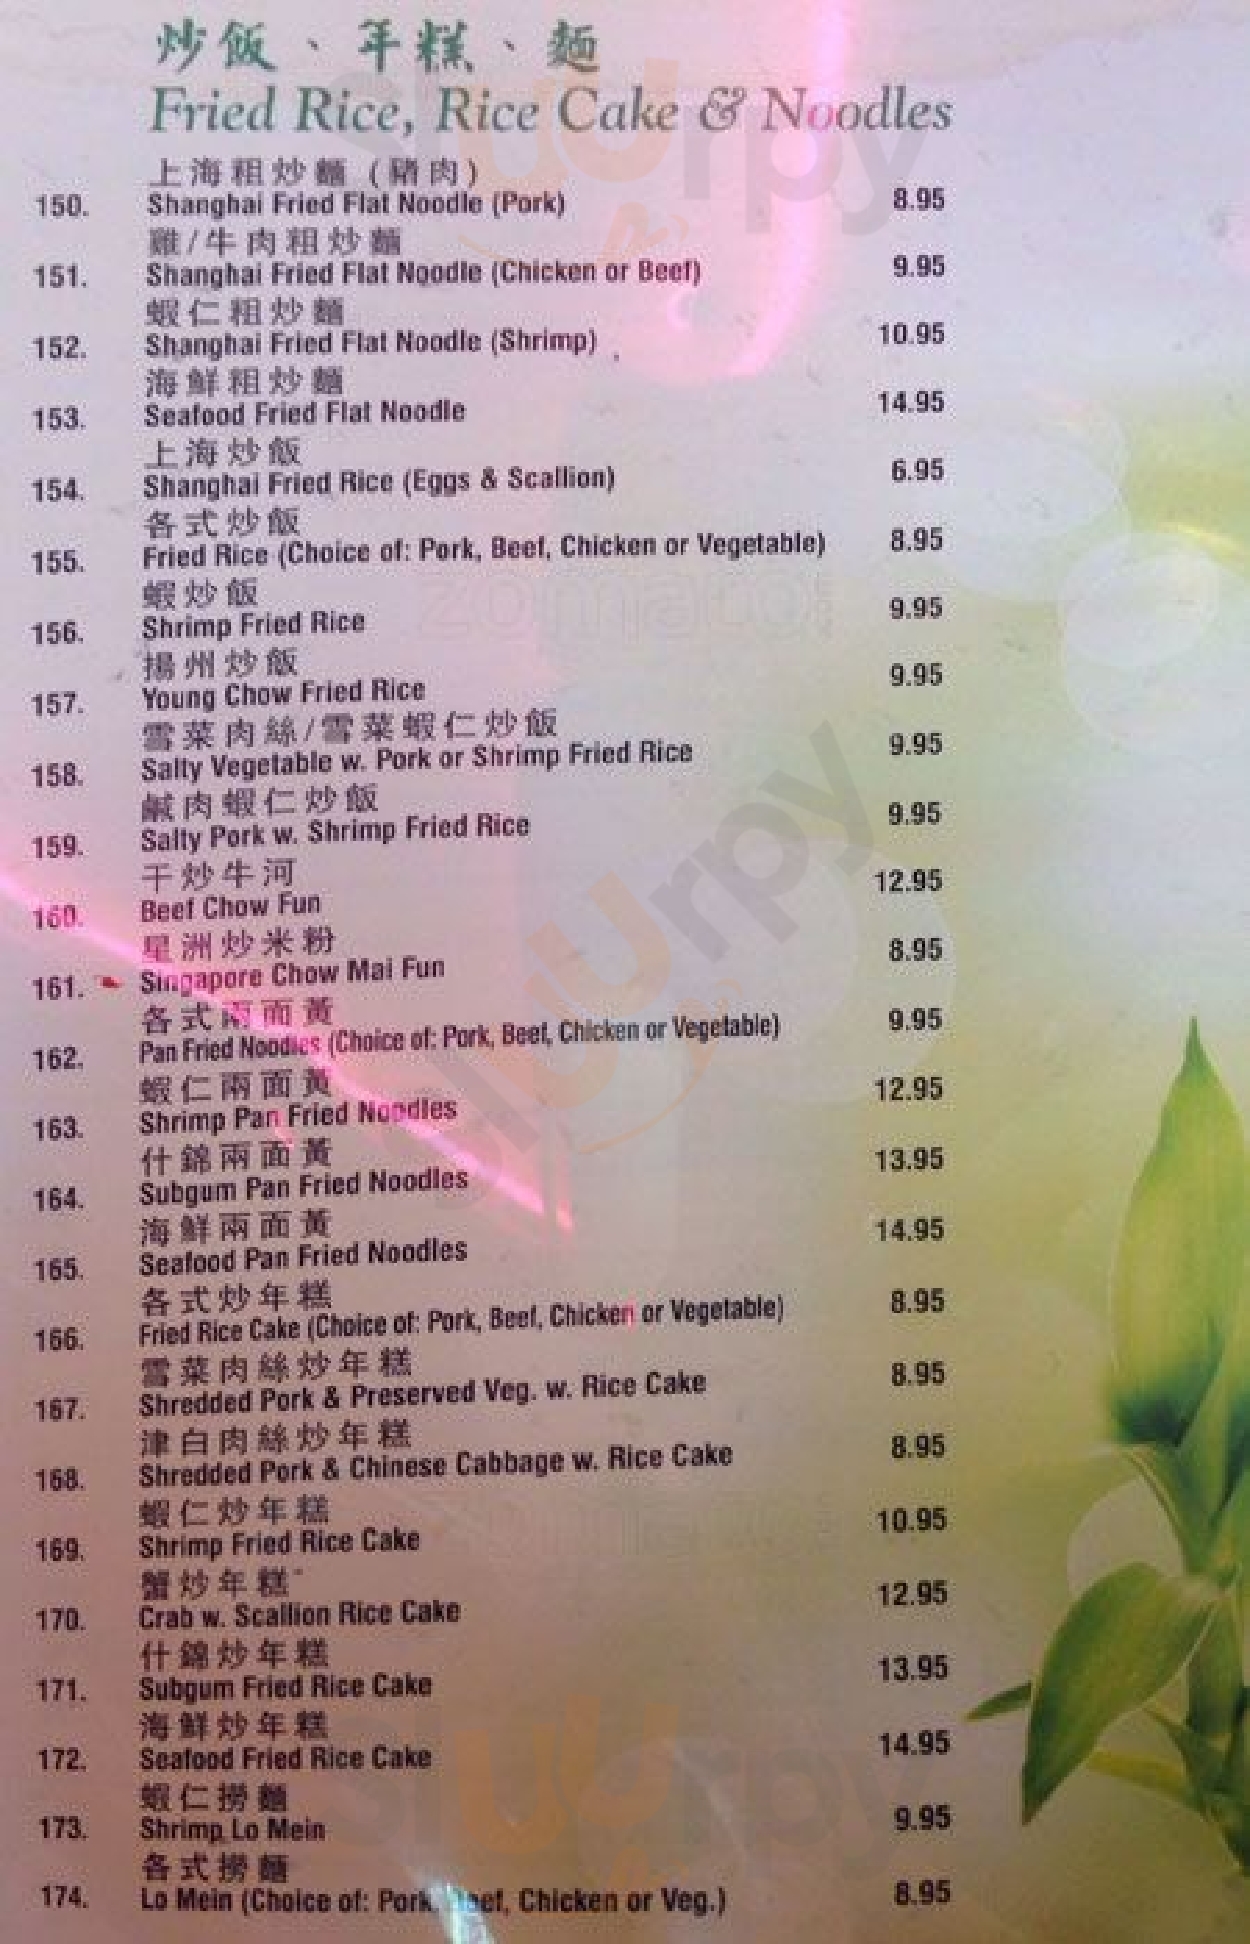 炒飯、年糕、麵
Fried Rice, Rice Cake & Noodles
上海粗炒麵(豬肉)
150. Shanghai Fried Flat Noodle (Pork) 8.95
雞/牛肉粗炒麵
151. Shanghai Fried Flat Noodle (Chicken or Beef) 9.95
蝦仁粗炒麵
152. Shanghai Fried Flat Noodle (Shrimp) 10.95
海鮮粗炒麵
153. Seafood Fried Flat Noodle 14.95
上海炒飯
154. Shanghai Fried Rice (Eggs & Scallion) 6.95
各式炒飯
155. Fried Rice (Choice of: Pork, Beef, Chicken or Vegetable) 8.95
蝦炒飯
156. Shrimp Fried Rice 9.95
揚州炒飯
157. Young Chow Fried Rice 9.95
雪菜肉絲/雪菜蝦仁炒飯
158. Salty Vegetable w. Pork or Shrimp Fried Rice 9.95
鹹肉蝦仁炒飯
159. Salty Pork w. Shrimp Fried Rice 9.95
干炒牛河
160. Beef Chow Fun 12.95
星洲炒米粉
161. Singapore Chow Mai Fun 8.95
各式兩面黃
162. Pan Fried Noodles (Choice of: Pork, Beef, Chicken or Vegetable) 9.95
蝦仁兩面黃
163. Shrimp Pan Fried Noodles 12.95
什錦兩面黃
164. Subgum Pan Fried Noodles 13.95
海鮮兩面黃
165. Seafood Pan Fried Noodles 14.95
各式炒年糕
166. Fried Rice Cake (Choice of: Pork, Beef, Chicken or Vegetable) 8.95
雪菜肉絲炒年糕
167. Shredded Pork & Preserved Veg. w. Rice Cake 8.95
津白肉絲炒年糕
168. Shredded Pork & Chinese Cabbage w. Rice Cake 8.95
蝦仁炒年糕
169. Shrimp Fried Rice Cake 10.95
蟹炒年糕
170. Crab w. Scallion Rice Cake 12.95
什錦炒年糕
171. Subgum Fried Rice Cake 13.95
海鮮炒年糕
172. Seafood Fried Rice Cake 14.95
蝦仁撈麵
173. Shrimp Lo Mein 9.95
各式撈麵
174. Lo Mein (Choice of: Pork, Beef, Chicken or Veg.) 8.95
Sluurpy
zomato
Sluurpy
zomato
Sluurpy